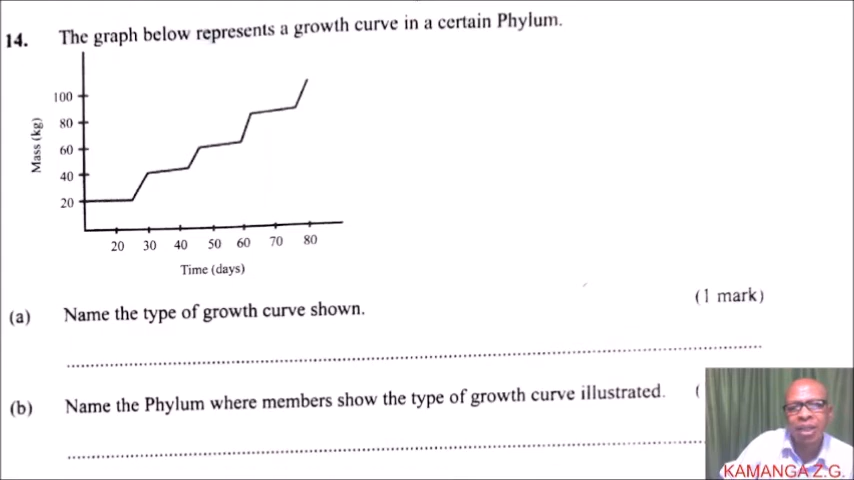 14. The graph below represents a growth curve in a certain Phylum.
100
80
60
40
20
Mass (kg)
20 30 40 50 60 70 80
Time (days)
(a) Name the type of growth curve shown. (1 mark)
(b) Name the Phylum where members show the type of growth curve illustrated. (
KAMANGA Z.G.